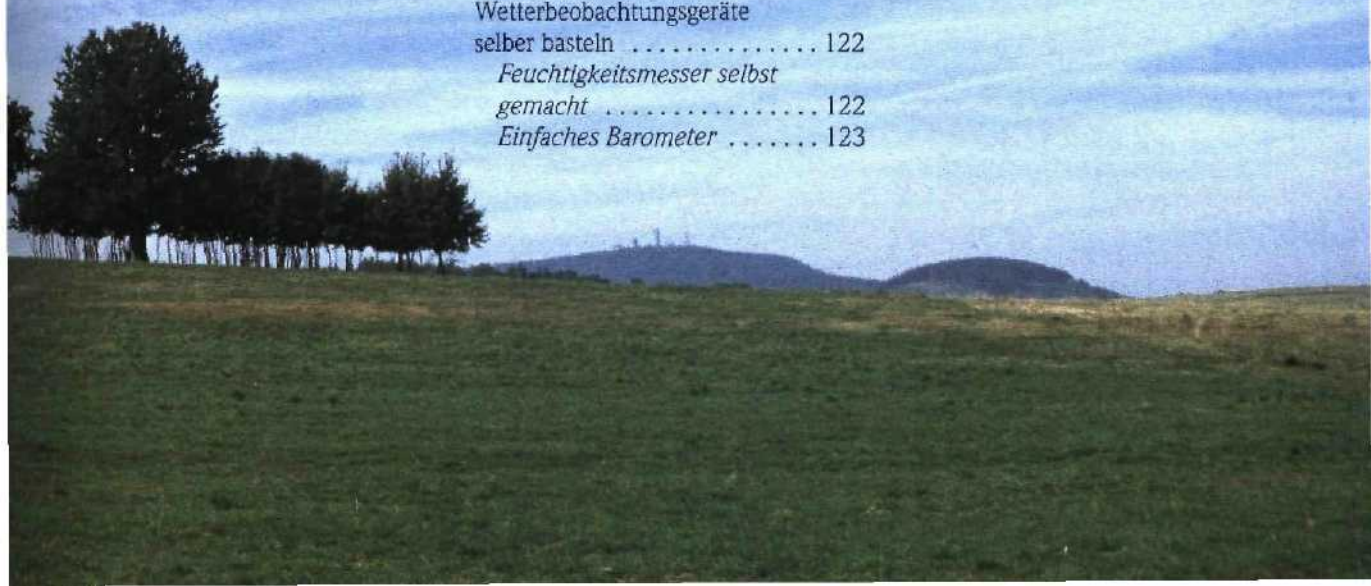 Wetterbeobachtungsgeräte
selber basteln ............... 122
Feuchtigkeitsmesser selbst
gemacht ................. 122
Einfaches Barometer ....... 123